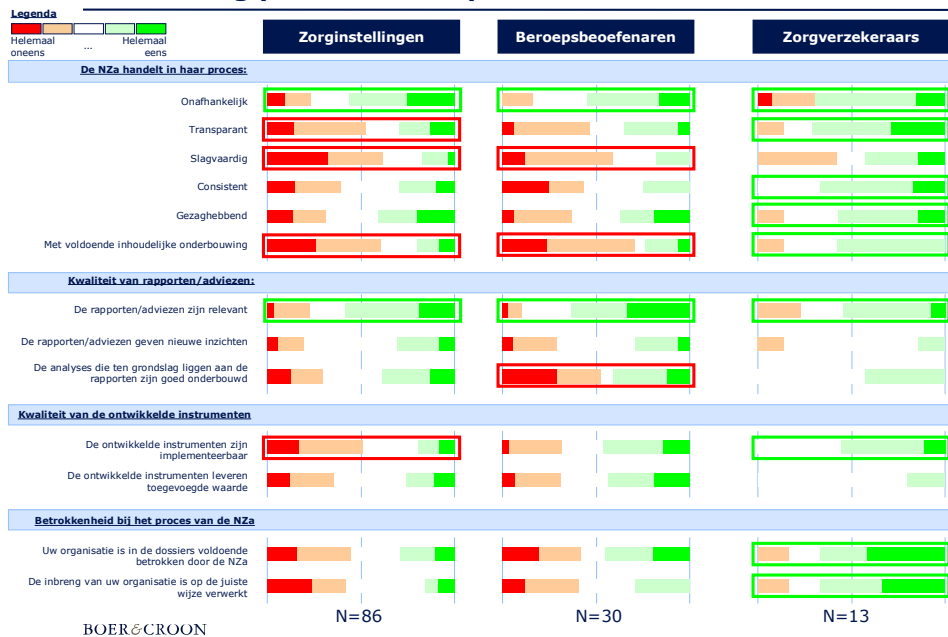 Legenda
Helemaal oneens
...
Helemaal eens
Zorginstellingen
Beroepsbeoefenaren
Zorgverzekeraars
De NZa handelt in haar proces:
Onafhankelijk
Transparant
Slagvaardig
Consistent
Gezaghebbend
Met voldoende inhoudelijke onderbouwing
Kwaliteit van rapporten/adviezen:
De rapporten/adviezen zijn relevant
De rapporten/adviezen geven nieuwe inzichten
De analyses die ten grondslag liggen aan de
rapporten zijn goed onderbouwd
Kwaliteit van de ontwikkelde instrumenten
De ontwikkelde instrumenten zijn
implementeerbaar
De ontwikkelde instrumenten leveren
toegevoegde waarde
Betrokkenheid bij het proces van de NZa
Uw organisatie is in de dossiers voldoende
betrokken door de NZa
De inbreng van uw organisatie is op de juiste
wijze verwerkt
N=86
N=30
N=13
BOER&CROON